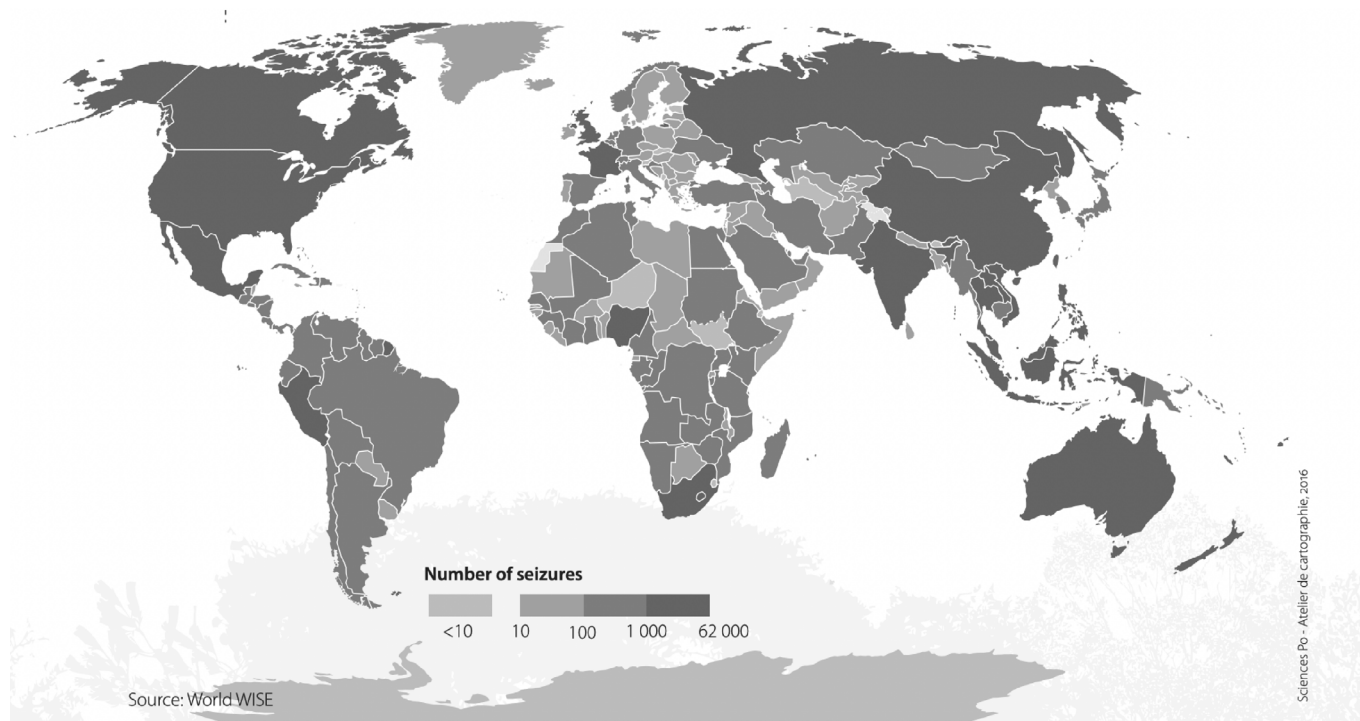 Number of seizures
<10 10 100 1 000 62 000
Source: World WISE
Sciences Po - Atelier de cartographie, 2016